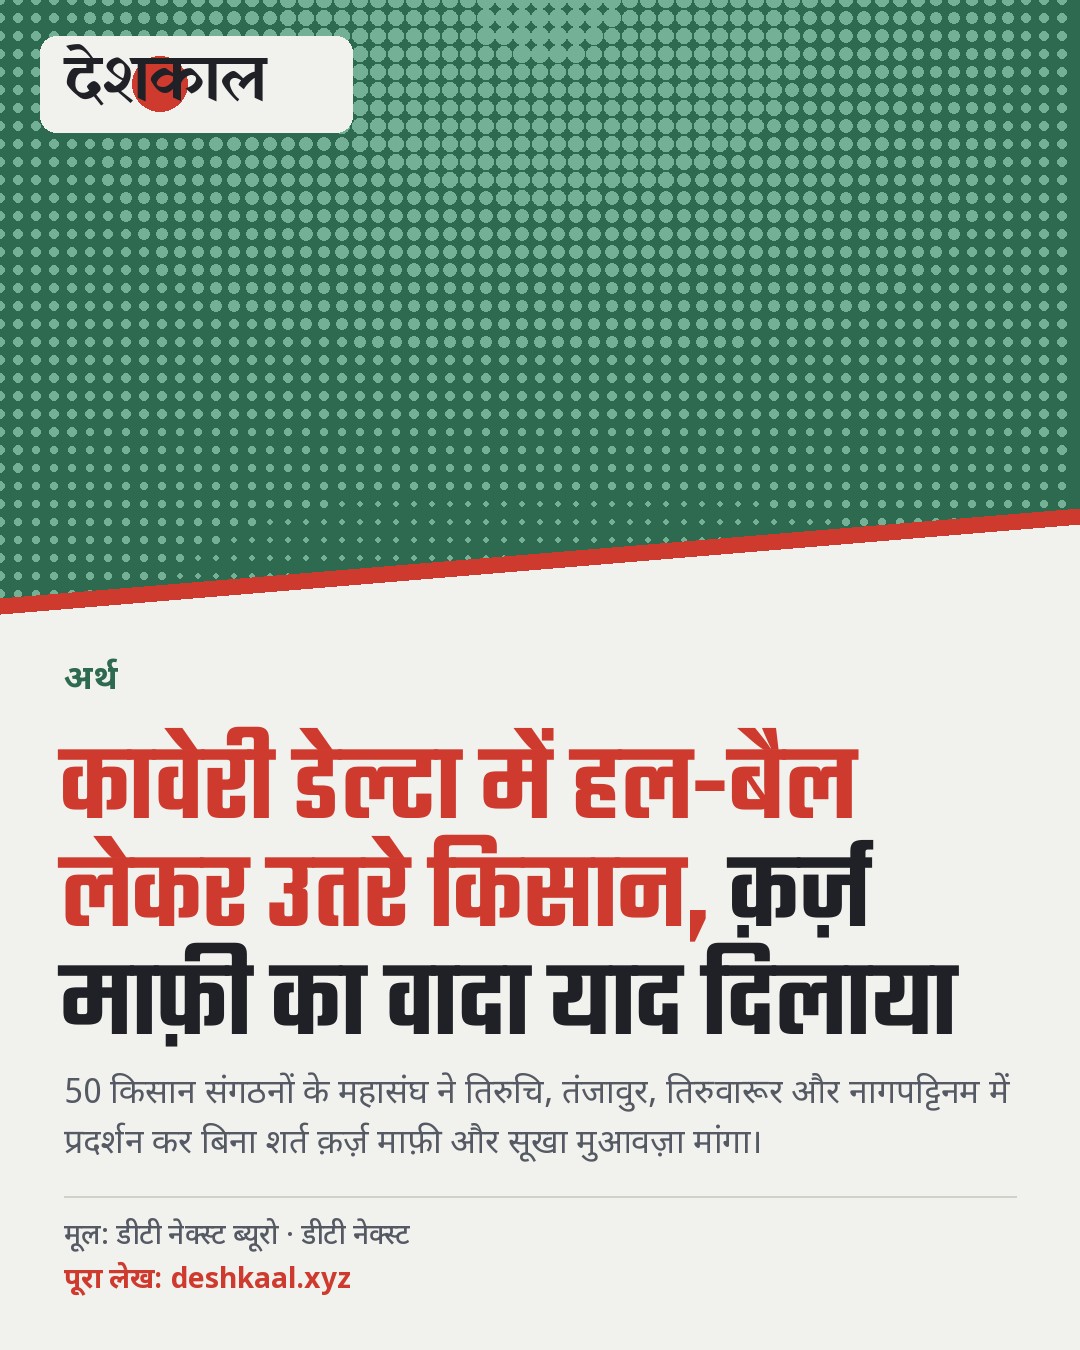 देशकाल
अर्थ
कावेरी डेल्टा में हल-बैल
लेकर उतरे किसान, क़र्ज़
माफ़ी का वादा याद दिलाया
50 किसान संगठनों के महासंघ ने तिरुचि, तंजावुर, तिरुवारूर और नागपट्टिनम में
प्रदर्शन कर बिना शर्त क़र्ज़ माफ़ी और सूखा मुआवज़ा मांगा।
मूल: डीटी नेक्स्ट ब्यूरो · डीटी नेक्स्ट
पूरा लेख: deshkaal.xyz